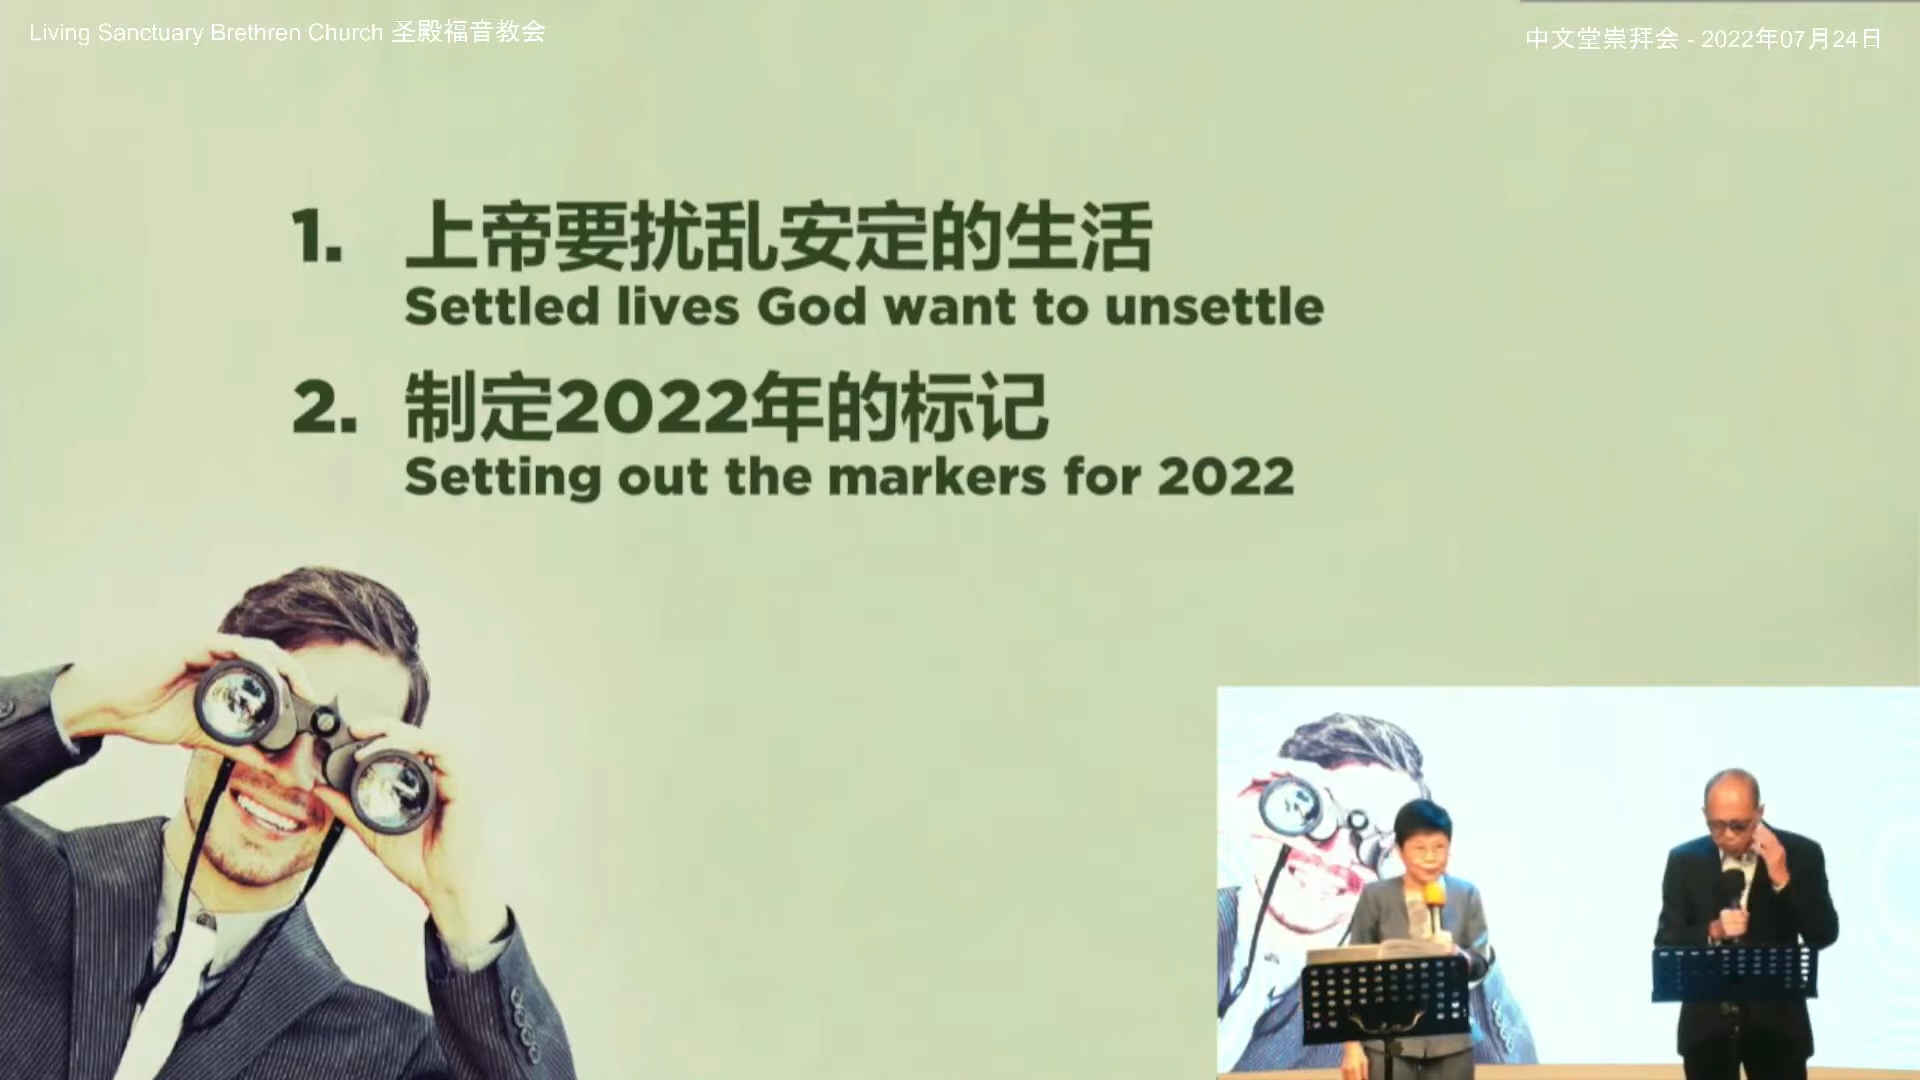 Living Sanctuary Brethren Church 圣殿福音教会
中文堂崇拜会 - 2022年07月24日
1. 上帝要扰乱安定的生活
Settled lives God want to unsettle
2. 制定2022年的标记
Setting out the markers for 2022